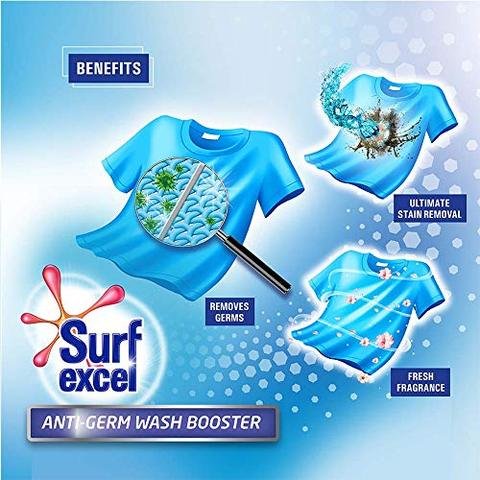 BENEFITS
ULTIMATE
STAIN REMOVAL
REMOVES
GERMS
FRESH
FRAGRANCE
Surf
excel
ANTI-GERM WASH BOOSTER